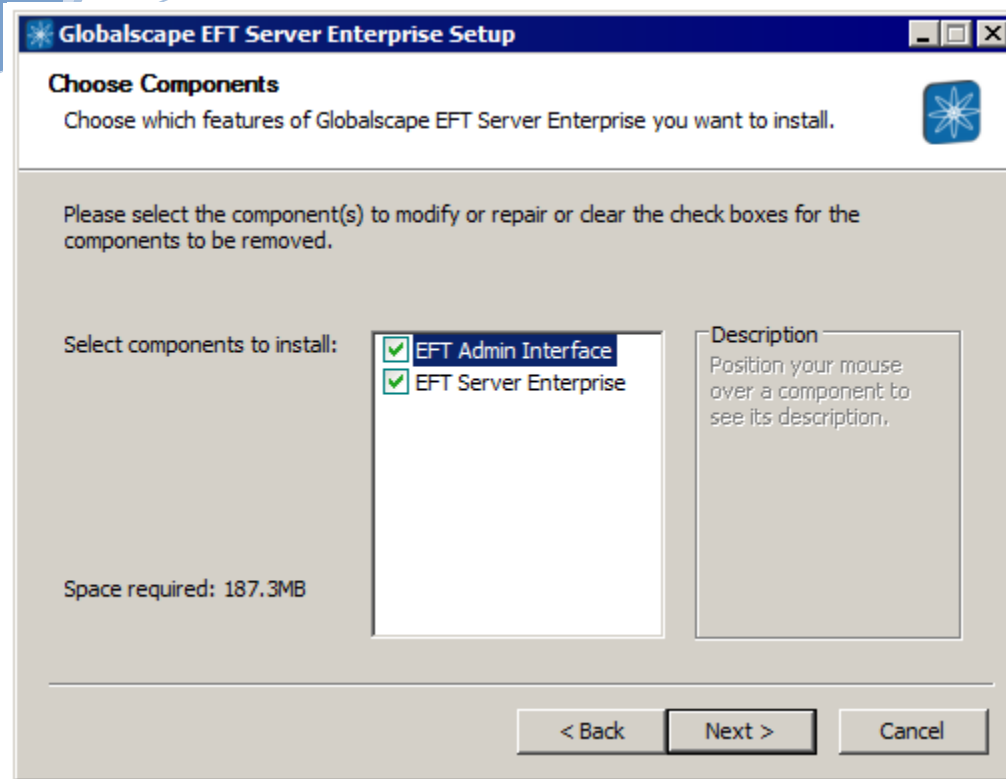 Globalscape EFT Server Enterprise Setup
Choose Components
Choose which features of Globalscape EFT Server Enterprise you want to install.
Please select the component(s) to modify or repair or clear the check boxes for the
components to be removed.
Select components to install:
EFT Admin Interface
EFT Server Enterprise
Description
Position your mouse
over a component to
see its description.
Space required: 187.3MB
< Back
Next >
Cancel